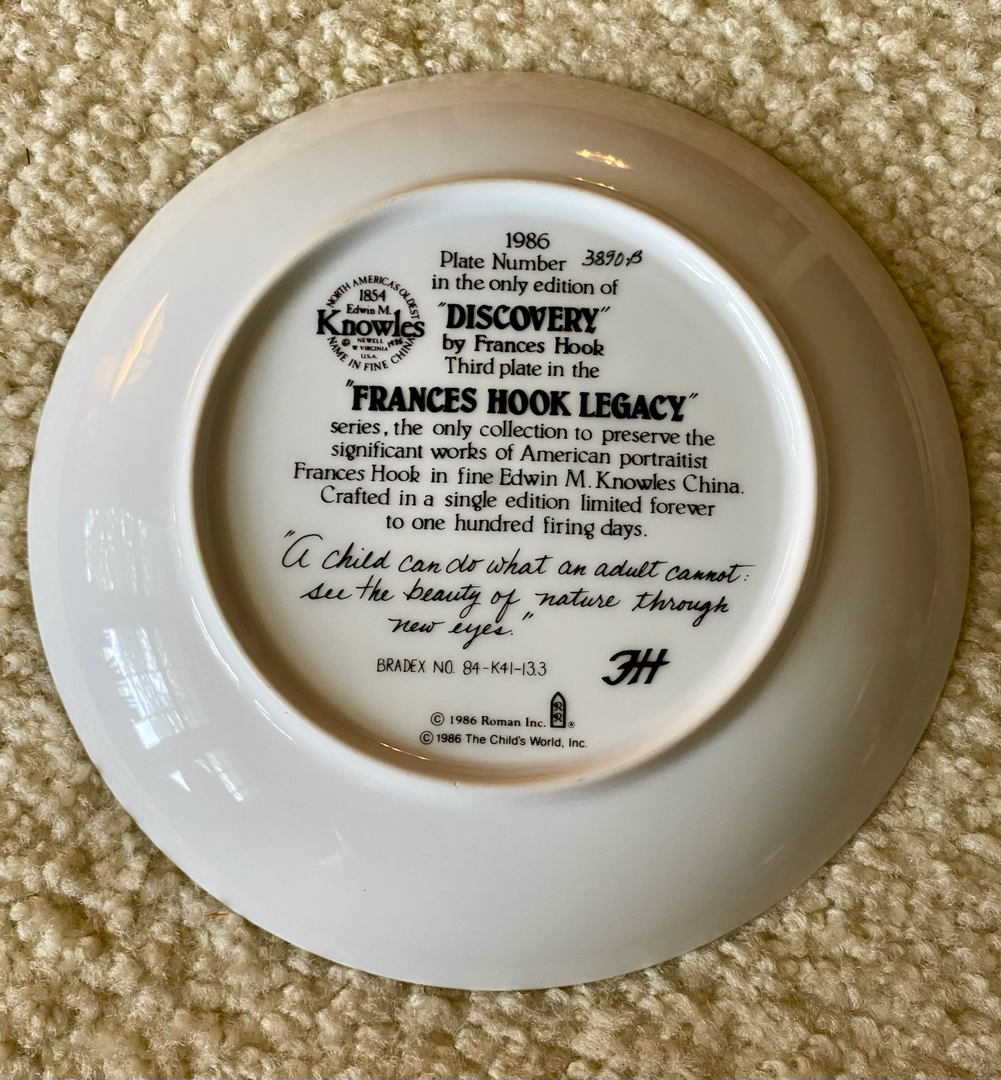 1986
Plate Number 3890B
in the only edition of
"DISCOVERY"
by Frances Hook
Third plate in the
"FRANCES HOOK LEGACY"
series, the only collection to preserve the
significant works of American portraitist
Frances Hook in fine Edwin M. Knowles China.
Crafted in a single edition limited forever
to one hundred firing days.
"A child can do what an adult cannot:
see the beauty of nature through
new eyes."
BRADEX NO. 84-K41-13.3
FH
© 1986 Roman Inc.
RR ®
© 1986 The Child's World, Inc.
NORTH AMERICA'S OLDEST
1854
Edwin M.
Knowles
© NEWELL 1986
W. VIRGINIA
U.S.A.
NAME IN FINE CHINA